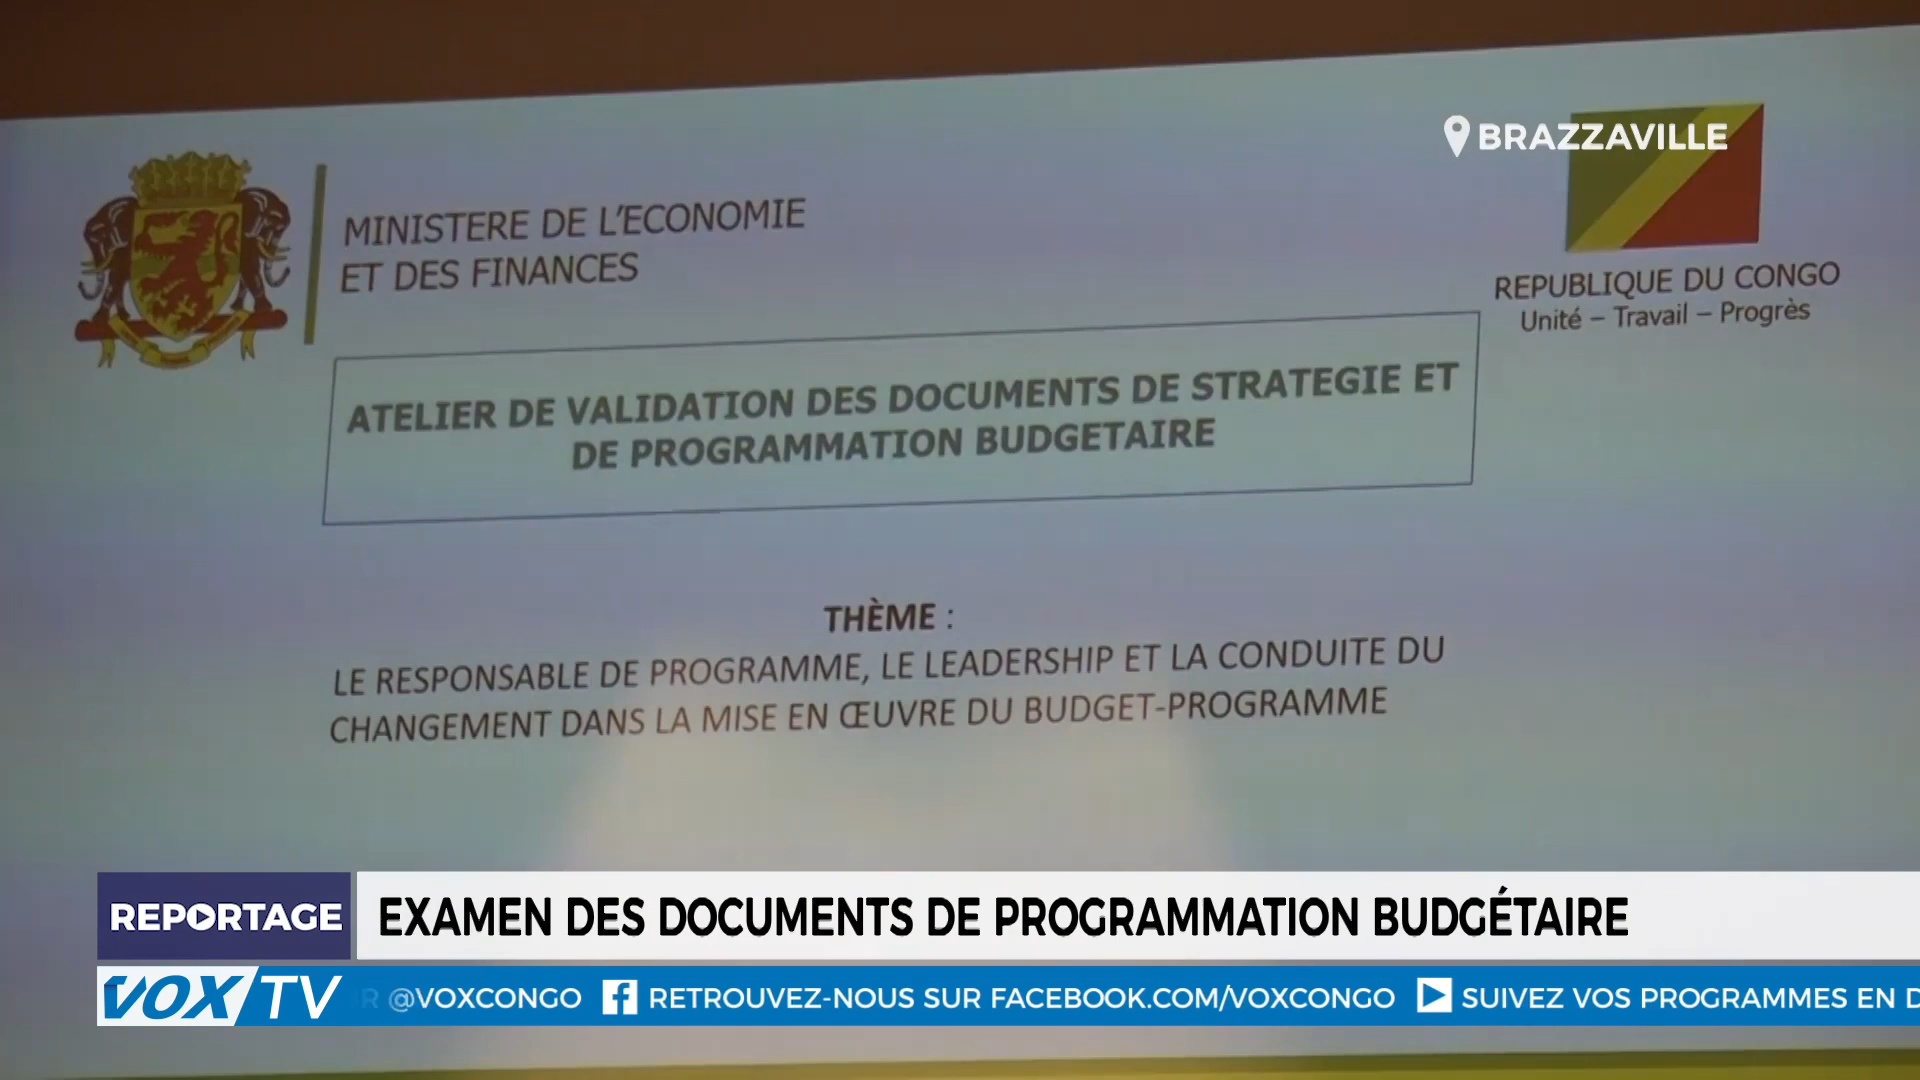 BRAZZAVILLE
MINISTERE DE L'ECONOMIE
ET DES FINANCES
REPUBLIQUE DU CONGO
Unité – Travail – Progrès
ATELIER DE VALIDATION DES DOCUMENTS DE STRATEGIE ET
DE PROGRAMMATION BUDGETAIRE
THÈME :
LE RESPONSABLE DE PROGRAMME, LE LEADERSHIP ET LA CONDUITE DU
CHANGEMENT DANS LA MISE EN ŒUVRE DU BUDGET-PROGRAMME
REPORTAGE
EXAMEN DES DOCUMENTS DE PROGRAMMATION BUDGÉTAIRE
VOX TV
R @VOXCONGO RETROUVEZ-NOUS SUR FACEBOOK.COM/VOXCONGO SUIVEZ VOS PROGRAMMES EN D